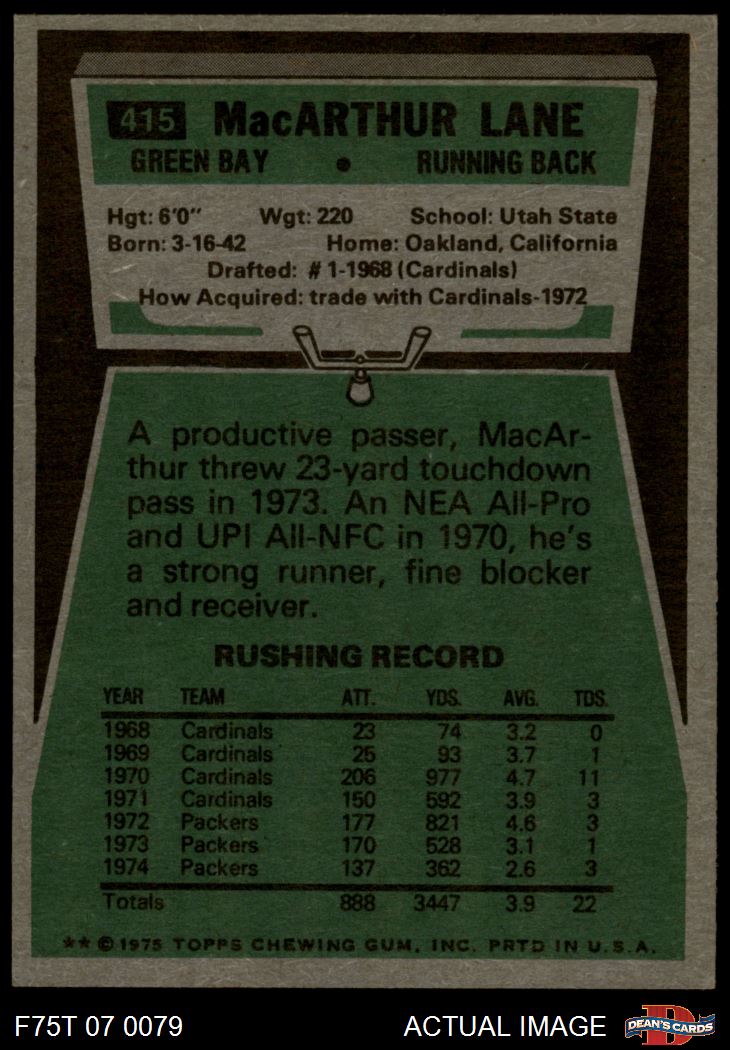 415 MacARTHUR LANE
GREEN BAY • RUNNING BACK
Hgt: 6'0" Wgt: 220 School: Utah State
Born: 3-16-42 Home: Oakland, California
Drafted: #1-1968 (Cardinals)
How Acquired: trade with Cardinals-1972
A productive passer, MacAr-
thur threw 23-yard touchdown
pass in 1973. An NEA All-Pro
and UPI All-NFC in 1970, he's
a strong runner, fine blocker
and receiver.
RUSHING RECORD
YEAR TEAM ATT. YDS. AVG. TDS.
1968 Cardinals 23 74 3.2 0
1969 Cardinals 25 93 3.7 1
1970 Cardinals 206 977 4.7 11
1971 Cardinals 150 592 3.9 3
1972 Packers 177 821 4.6 3
1973 Packers 170 528 3.1 1
1974 Packers 137 362 2.6 3
Totals 888 3447 3.9 22
** © 1975 TOPPS CHEWING GUM, INC. PRTD IN U.S.A.
F75T 07 0079 ACTUAL IMAGE D DEAN'S CARDS